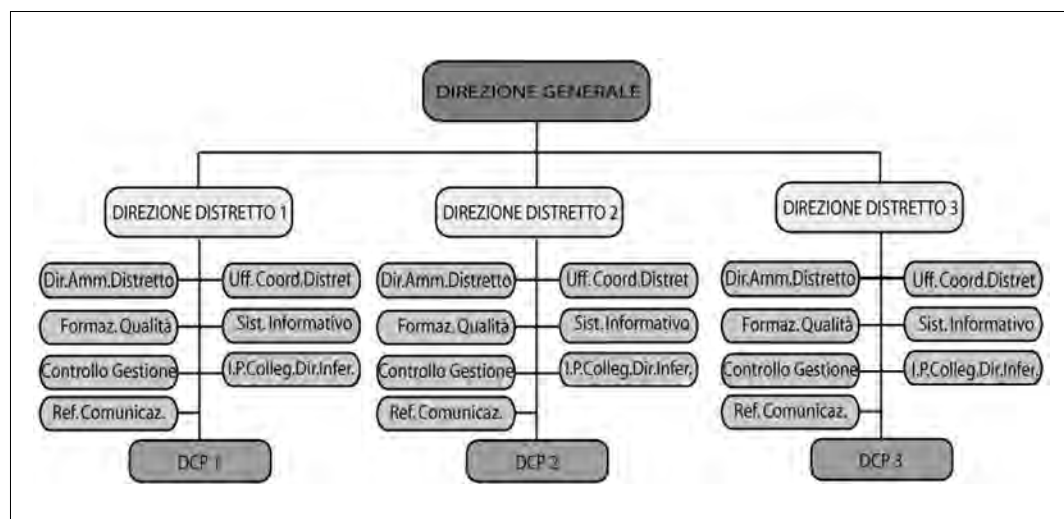 DIREZIONE GENERALE
DIREZIONE DISTRETTO 1
DIREZIONE DISTRETTO 2
DIREZIONE DISTRETTO 3
Dir.Amm.Distretto
Uff.Coord.Distret
Dir.Amm.Distretto
Uff.Coord.Distret
Dir.Amm.Distretto
Uff.Coord.Distret
Formaz.Qualità
Sist.Informativo
Formaz.Qualità
Sist.Informativo
Formaz.Qualità
Sist.Informativo
Controllo Gestione
I.P.Colleg.Dir.Infer.
Controllo Gestione
I.P.Colleg.Dir.Infer.
Controllo Gestione
I.P.Colleg.Dir.Infer.
Ref.Comunicaz.
Ref.Comunicaz.
Ref.Comunicaz.
DCP 1
DCP 2
DCP 3